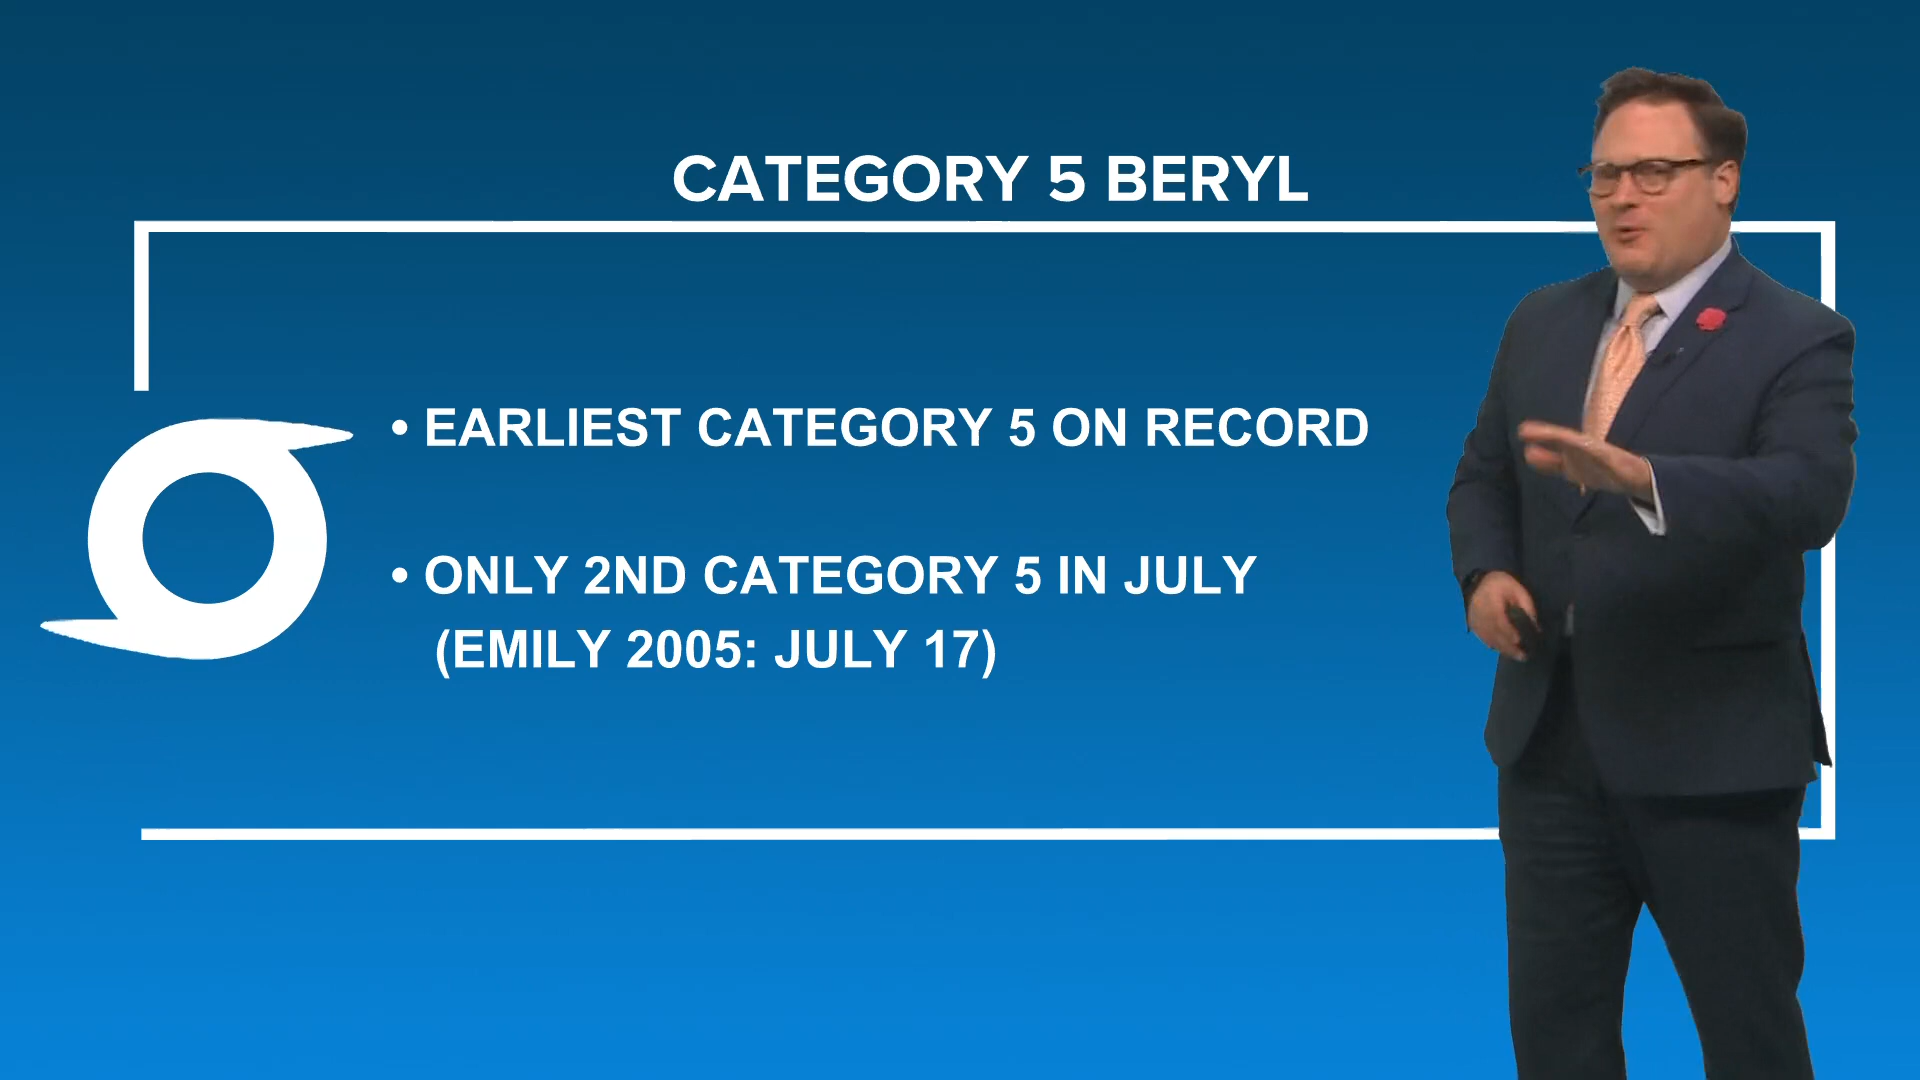 CATEGORY 5 BERYL
• EARLIEST CATEGORY 5 ON RECORD
• ONLY 2ND CATEGORY 5 IN JULY
(EMILY 2005: JULY 17)